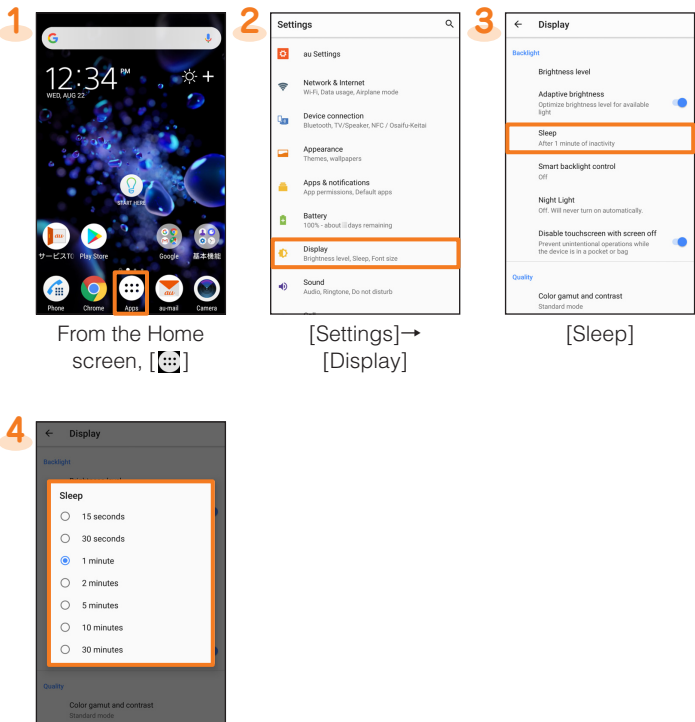 1
12:34 PM
WED, AUG 22
START HERE
au
サービスTO
Play Store
Google
基本機能
Phone
Chrome
Apps
au-mail
Camera
From the Home
screen, [ ]
2
Settings
au Settings
Network & Internet
Wi-Fi, Data usage, Airplane mode
Device connection
Bluetooth, TV/Speaker, NFC / Osaifu-Keitai
Appearance
Themes, wallpapers
Apps & notifications
App permissions, Default apps
Battery
100% - about days remaining
Display
Brightness level, Sleep, Font size
Sound
Audio, Ringtone, Do not disturb
[Settings]→
[Display]
3
← Display
Backlight
Brightness level
Adaptive brightness
Optimize brightness level for available
light
Sleep
After 1 minute of inactivity
Smart backlight control
Off
Night Light
Off. Will never turn on automatically.
Disable touchscreen with screen off
Prevent unintentional operations while
the device is in a pocket or bag
Quality
Color gamut and contrast
Standard mode
[Sleep]
4
← Display
Backlight
Sleep
15 seconds
30 seconds
1 minute
2 minutes
5 minutes
10 minutes
30 minutes
Quality
Color gamut and contrast
Standard mode